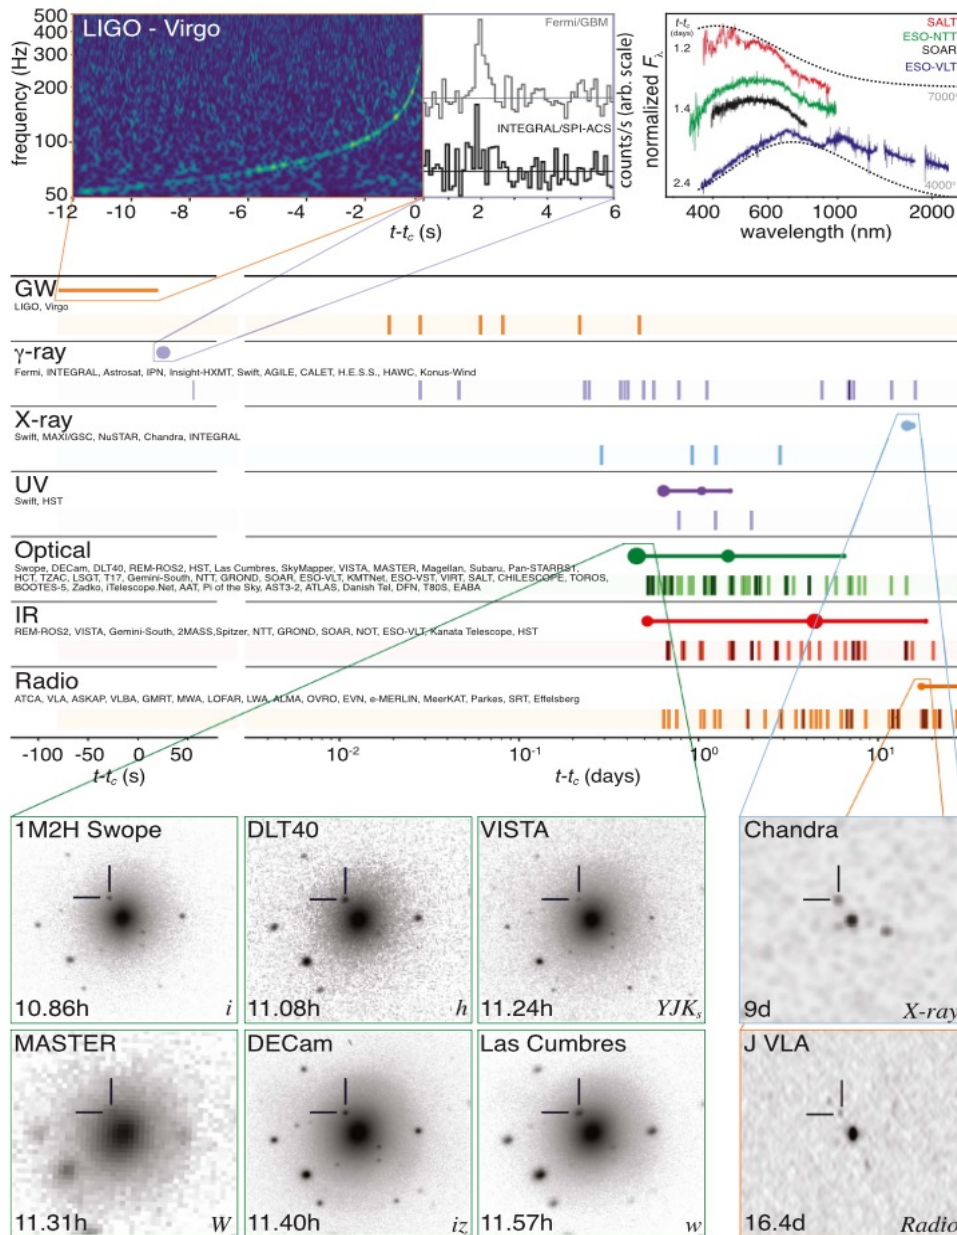 LIGO - Virgo
frequency (Hz)
500
400
300
200
100
50
-12 -10 -8 -6 -4 -2 0 2 4 6
t-tc (s)
Fermi/GBM
INTEGRAL/SPI-ACS
counts/s (arb. scale)
normalized Fλ
t-tc
(days)
1.2
1.4
2.4
SALT
ESO-NTT
SOAR
ESO-VLT
7000°
4000°
400 600 1000 2000
wavelength (nm)
GW
LIGO, Virgo
γ-ray
Fermi, INTEGRAL, Astrosat, IPN, Insight-HXMT, Swift, AGILE, CALET, H.E.S.S., HAWC, Konus-Wind
X-ray
Swift, MAXI/GSC, NuSTAR, Chandra, INTEGRAL
UV
Swift, HST
Optical
Swope, DECam, DLT40, REM-ROS2, HST, Las Cumbres, SkyMapper, VISTA, MASTER, Magellan, Subaru, Pan-STARRS1,
HCT, TZAC, LSGT, T17, Gemini-South, NTT, GROND, SOAR, ESO-VLT, KMTNet, ESO-VST, VIRT, SALT, CHILESCOPE, TOROS,
BOOTES-5, Zadko, iTelescope.Net, AAT, Pi of the Sky, AST3-2, ATLAS, Danish Tel, DFN, T80S, EABA
IR
REM-ROS2, VISTA, Gemini-South, 2MASS,Spitzer, NTT, GROND, SOAR, NOT, ESO-VLT, Kanata Telescope, HST
Radio
ATCA, VLA, ASKAP, VLBA, GMRT, MWA, LOFAR, LWA, ALMA, OVRO, EVN, e-MERLIN, MeerKAT, Parkes, SRT, Effelsberg
-100 -50 0 50 10⁻² 10⁻¹ 10⁰ 10¹
t-tc (s) t-tc (days)
1M2H Swope
10.86h i
DLT40
11.08h h
VISTA
11.24h YJKs
Chandra
9d X-ray
MASTER
11.31h W
DECam
11.40h iz
Las Cumbres
11.57h w
J VLA
16.4d Radio